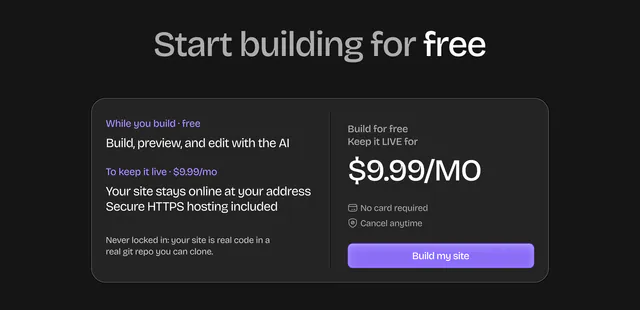 Start building for free
While you build · free
Build, preview, and edit with the AI
To keep it live · $9.99/mo
Your site stays online at your address
Secure HTTPS hosting included
Never locked in: your site is real code in a
real git repo you can clone.
Build for free
Keep it LIVE for
$9.99/MO
No card required
Cancel anytime
Build my site